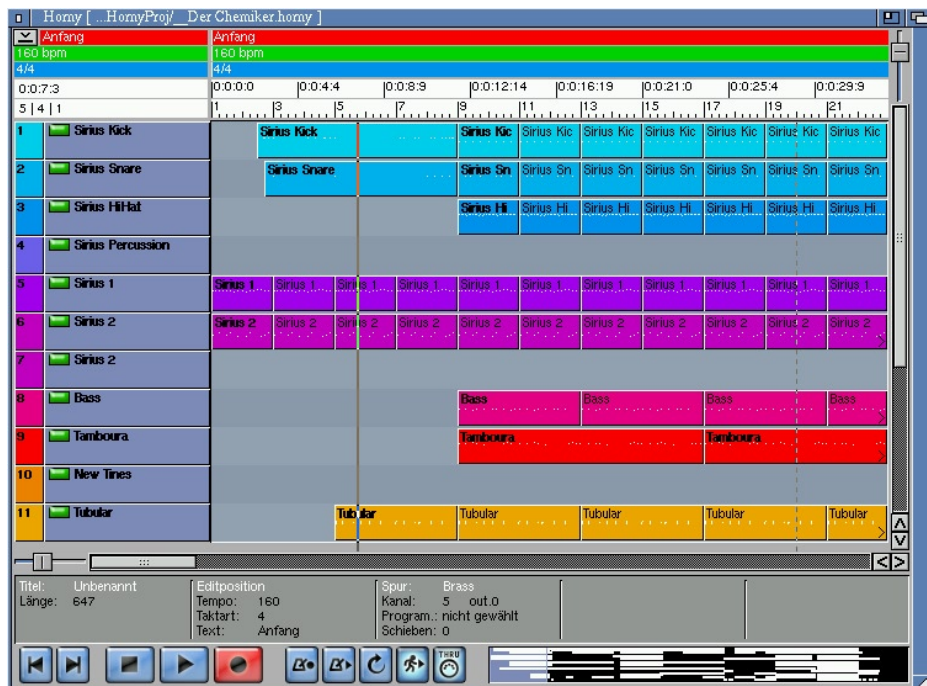 Horny [ ...HornyProj/__Der Chemiker.horny ]
Anfang Anfang
160 bpm 160 bpm
4/4 4/4
0:0:7:3 0:0:0:0 0:0:4:4 0:0:8:9 0:0:12:14 0:0:16:19 0:0:21:0 0:0:25:4 0:0:29:9
5 | 4 | 1 1 3 5 7 9 11 13 15 17 19 21
1 Sirius Kick Sirius Kick Sirius Kic Sirius Kic Sirius Kic Sirius Kic Sirius Kic Sirius Kic Sirius Kic
2 Sirius Snare Sirius Snare Sirius Sn Sirius Sn Sirius Sn Sirius Sn Sirius Sn Sirius Sn Sirius Sn
3 Sirius HiHat Sirius Hi Sirius Hi Sirius Hi Sirius Hi Sirius Hi Sirius Hi Sirius Hi
4 Sirius Percussion
5 Sirius 1 Sirius 1 Sirius 1 Sirius 1 Sirius 1 Sirius 1 Sirius 1 Sirius 1 Sirius 1 Sirius 1 Sirius 1 Sirius 1
6 Sirius 2 Sirius 2 Sirius 2 Sirius 2 Sirius 2 Sirius 2 Sirius 2 Sirius 2 Sirius 2 Sirius 2 Sirius 2 Sirius 2
7 Sirius 2
8 Bass Bass Bass Bass Bass
9 Tamboura Tamboura Tamboura
10 New Tines
11 Tubular Tubular Tubular Tubular Tubular Tubular
Titel: Unbenannt
Länge: 647
Editposition
Tempo: 160
Taktart: 4
Text: Anfang
Spur: Brass
Kanal: 5 out.0
Program.: nicht gewählt
Schieben: 0
THRU